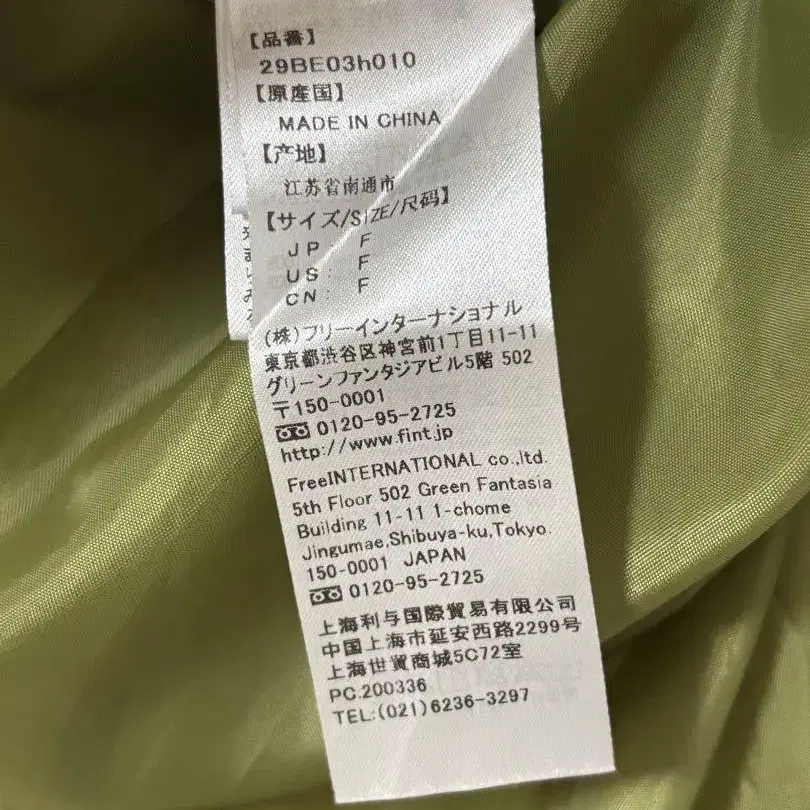 【品番】
29BE03h010
【原産国】
MADE IN CHINA
【产地】
江苏省南通市
【サイズ/SIZE/尺码】
JP: F
US: F
CN: F
(株)フリーインターナショナル
東京都渋谷区神宮前1丁目11-11
グリーンファンタジアビル5階 502
〒150-0001
0120-95-2725
http://www.fint.jp
FreeINTERNATIONAL co.,ltd.
5th Floor 502 Green Fantasia
Building 11-11 1-chome
Jingumae,Shibuya-ku,Tokyo.
150-0001 JAPAN
0120-95-2725
上海利与国際貿易有限公司
中国上海市延安西路2299号
上海世贸商城5C72室
PC:200336
TEL:(021)6236-3297